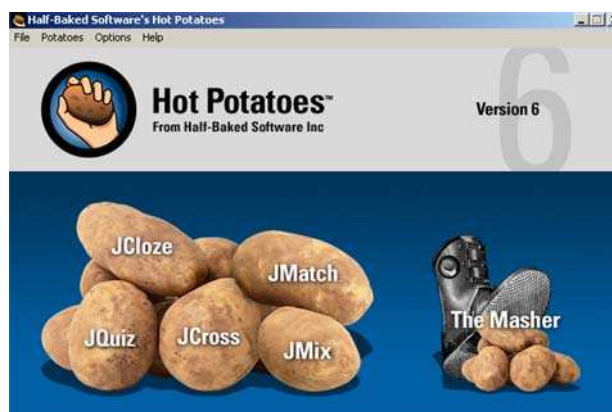 Half-Baked Software's Hot Potatoes
File Potatoes Options Help
Hot Potatoes™
From Half-Baked Software Inc
Version 6
6
JCloze
JMatch
JQuiz
JCross
JMix
The Masher